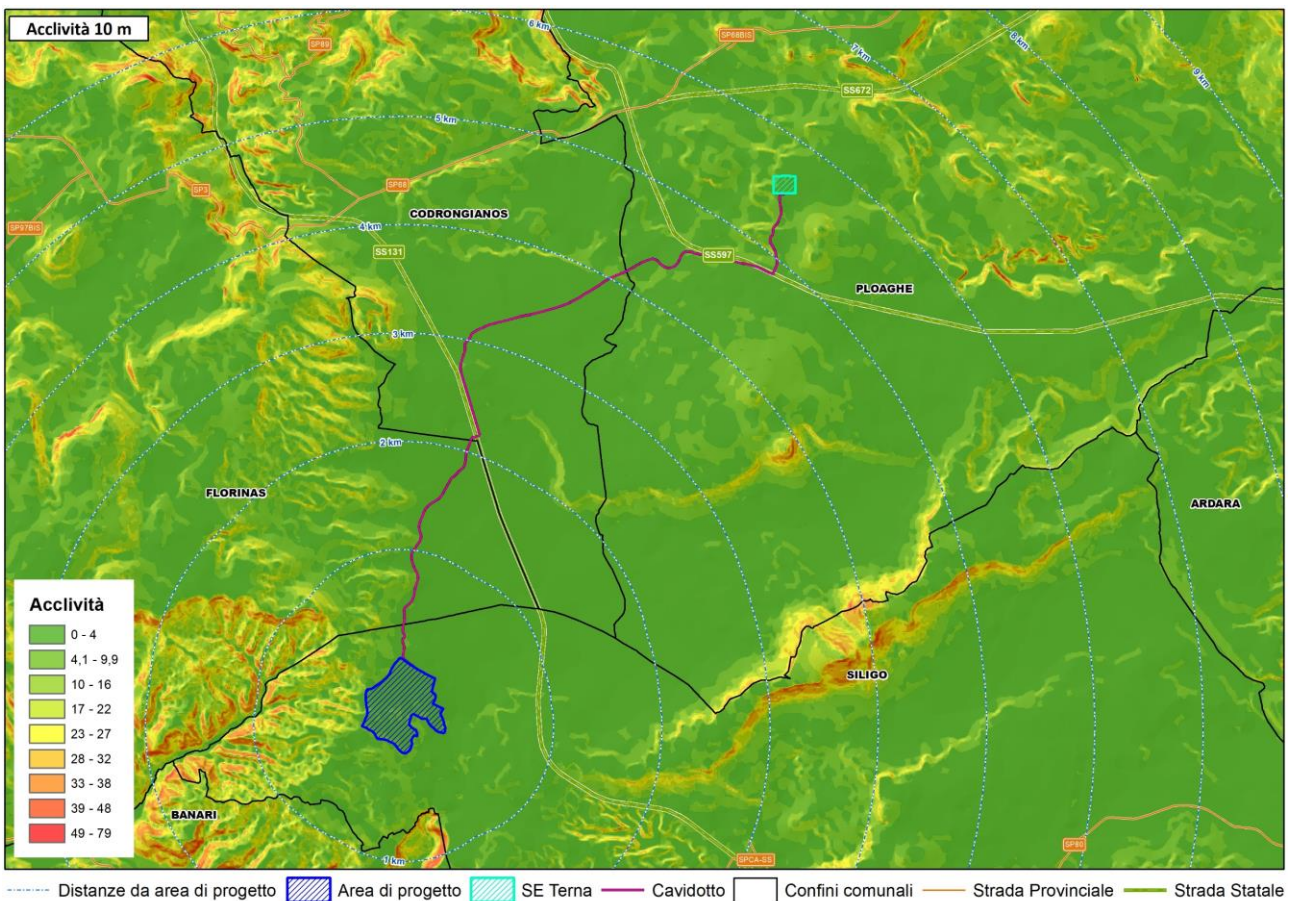 Acclività 10 m
6 km
7 km
8 km
9 km
SP89
SP68BIS
SS672
5 km
SP3
SP68
SP97BIS
CODRONGIANOS
4 km
SS131
SS597
PLOAGHE
3 km
2 km
FLORINAS
ARDARA
SILIGO
BANARI
1 km
SPCA-SS
SP80
Acclività
0 - 4
4,1 - 9,9
10 - 16
17 - 22
23 - 27
28 - 32
33 - 38
39 - 48
49 - 79
Distanze da area di progetto
Area di progetto
SE Terna
Cavidotto
Confini comunali
Strada Provinciale
Strada Statale